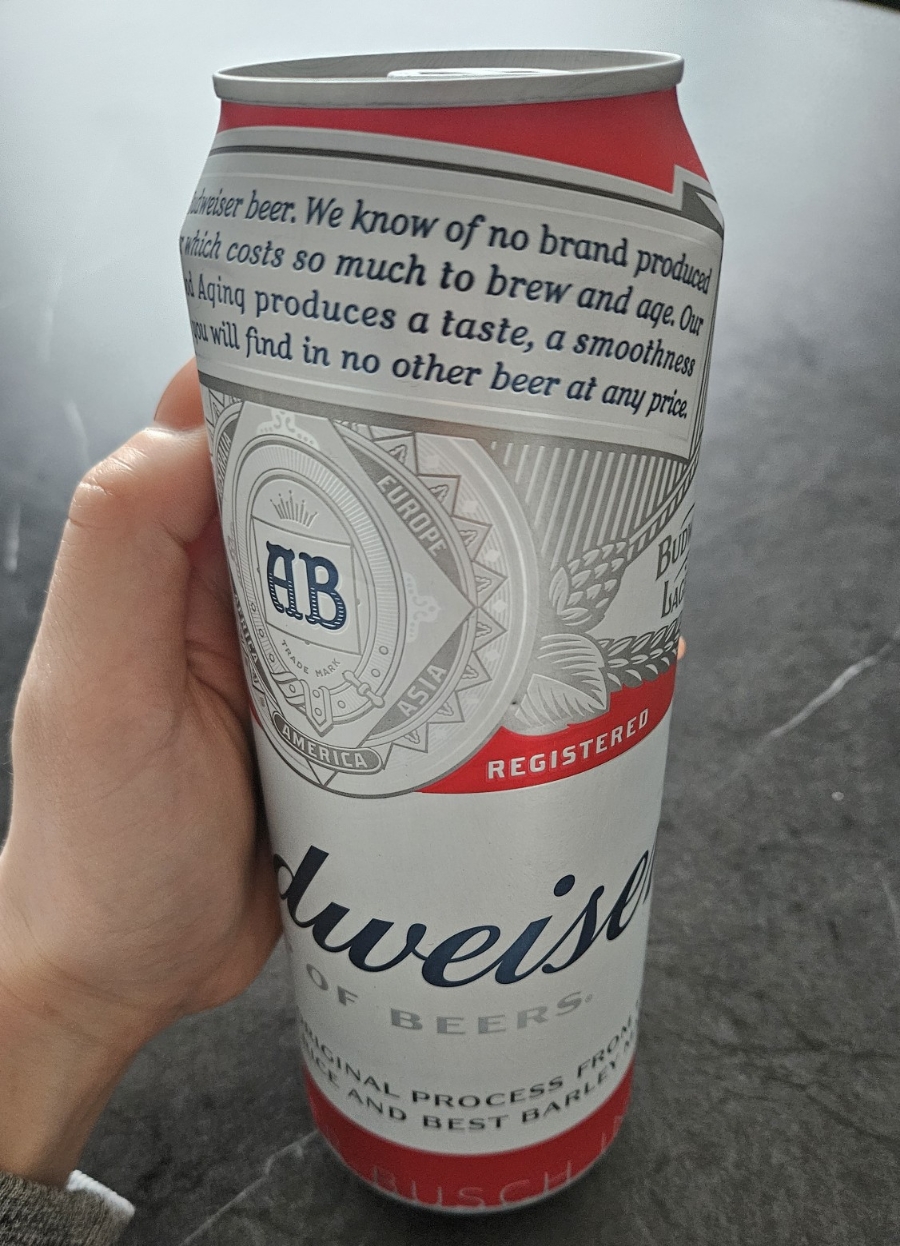 beer. We know of no brand produced
which costs so much to brew and age. Our
Aging produces a taste, a smoothness
you will find in no other beer at any price.
EUROPE
AB
TRADE MARK
ASIA
AMERICA
REGISTERED
dweiser
OF BEERS®
ORIGINAL PROCESS FROM
AND BEST BARLEY
BUSCH